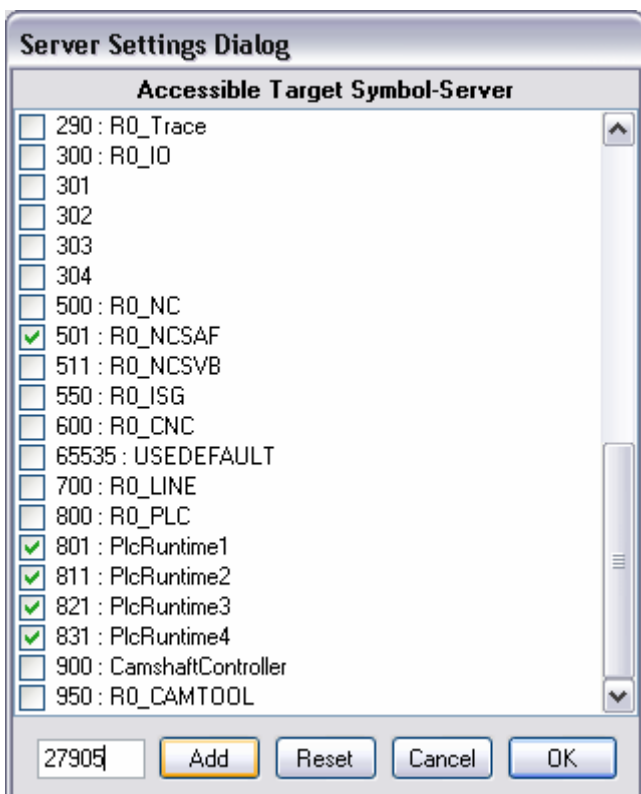 Server Settings Dialog
Accessible Target Symbol-Server
290 : R0_Trace
300 : R0_IO
301
302
303
304
500 : R0_NC
501 : R0_NCSAF
511 : R0_NCSVB
550 : R0_ISG
600 : R0_CNC
65535 : USEDEFAULT
700 : R0_LINE
800 : R0_PLC
801 : PlcRuntime1
811 : PlcRuntime2
821 : PlcRuntime3
831 : PlcRuntime4
900 : CamshaftController
950 : R0_CAMTOOL
27905 Add Reset Cancel OK